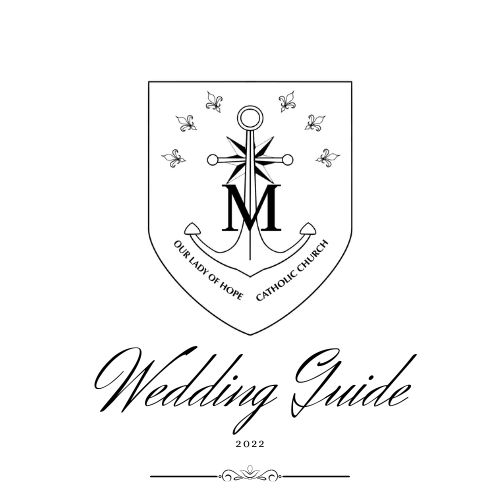 M
OUR LADY OF HOPE CATHOLIC CHURCH
Wedding Guide
2022